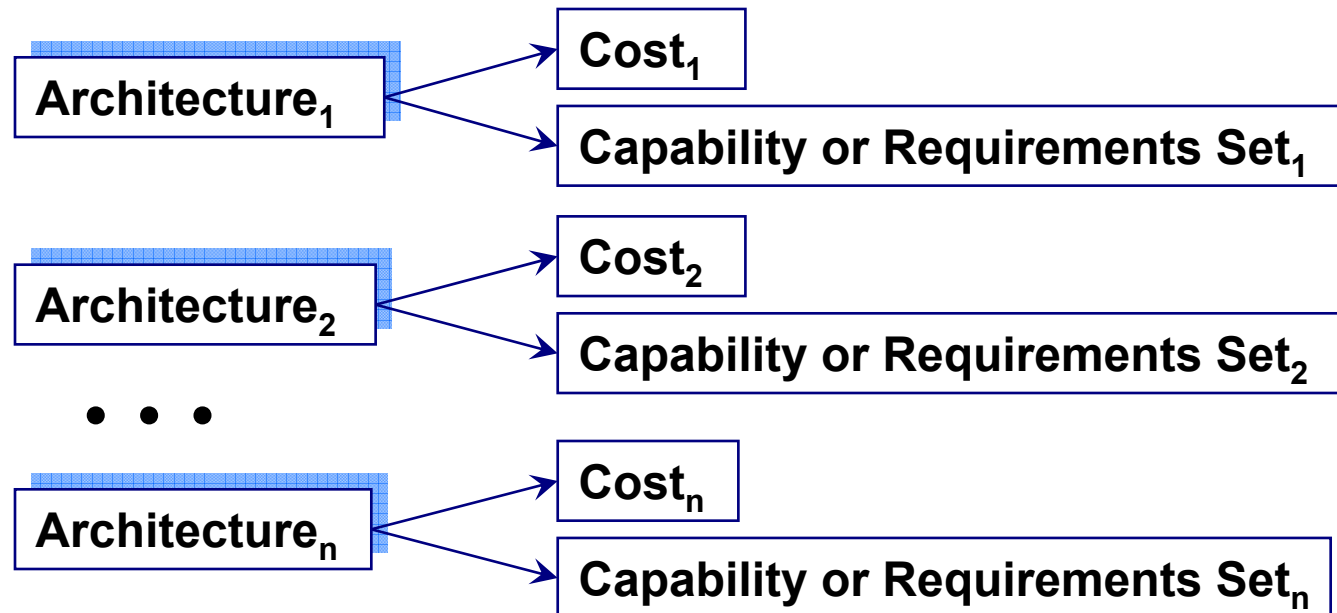 Cost₁
Architecture₁
Capability or Requirements Set₁
Cost₂
Architecture₂
Capability or Requirements Set₂
• • •
Costₙ
Architectureₙ
Capability or Requirements Setₙ